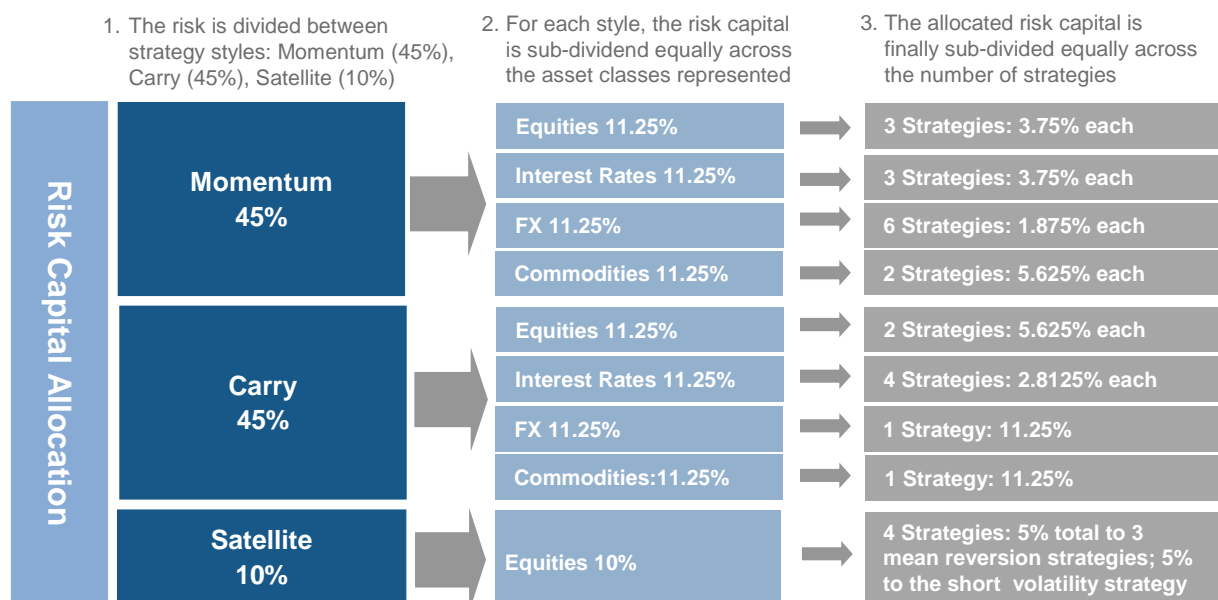 1. The risk is divided between
strategy styles: Momentum (45%),
Carry (45%), Satellite (10%)
2. For each style, the risk capital
is sub-dividend equally across
the asset classes represented
3. The allocated risk capital is
finally sub-divided equally across
the number of strategies
Risk Capital Allocation
Momentum
45%
Equities 11.25%
3 Strategies: 3.75% each
Interest Rates 11.25%
3 Strategies: 3.75% each
FX 11.25%
6 Strategies: 1.875% each
Commodities 11.25%
2 Strategies: 5.625% each
Carry
45%
Equities 11.25%
2 Strategies: 5.625% each
Interest Rates 11.25%
4 Strategies: 2.8125% each
FX 11.25%
1 Strategy: 11.25%
Commodities:11.25%
1 Strategy: 11.25%
Satellite
10%
Equities 10%
4 Strategies: 5% total to 3
mean reversion strategies; 5%
to the short volatility strategy